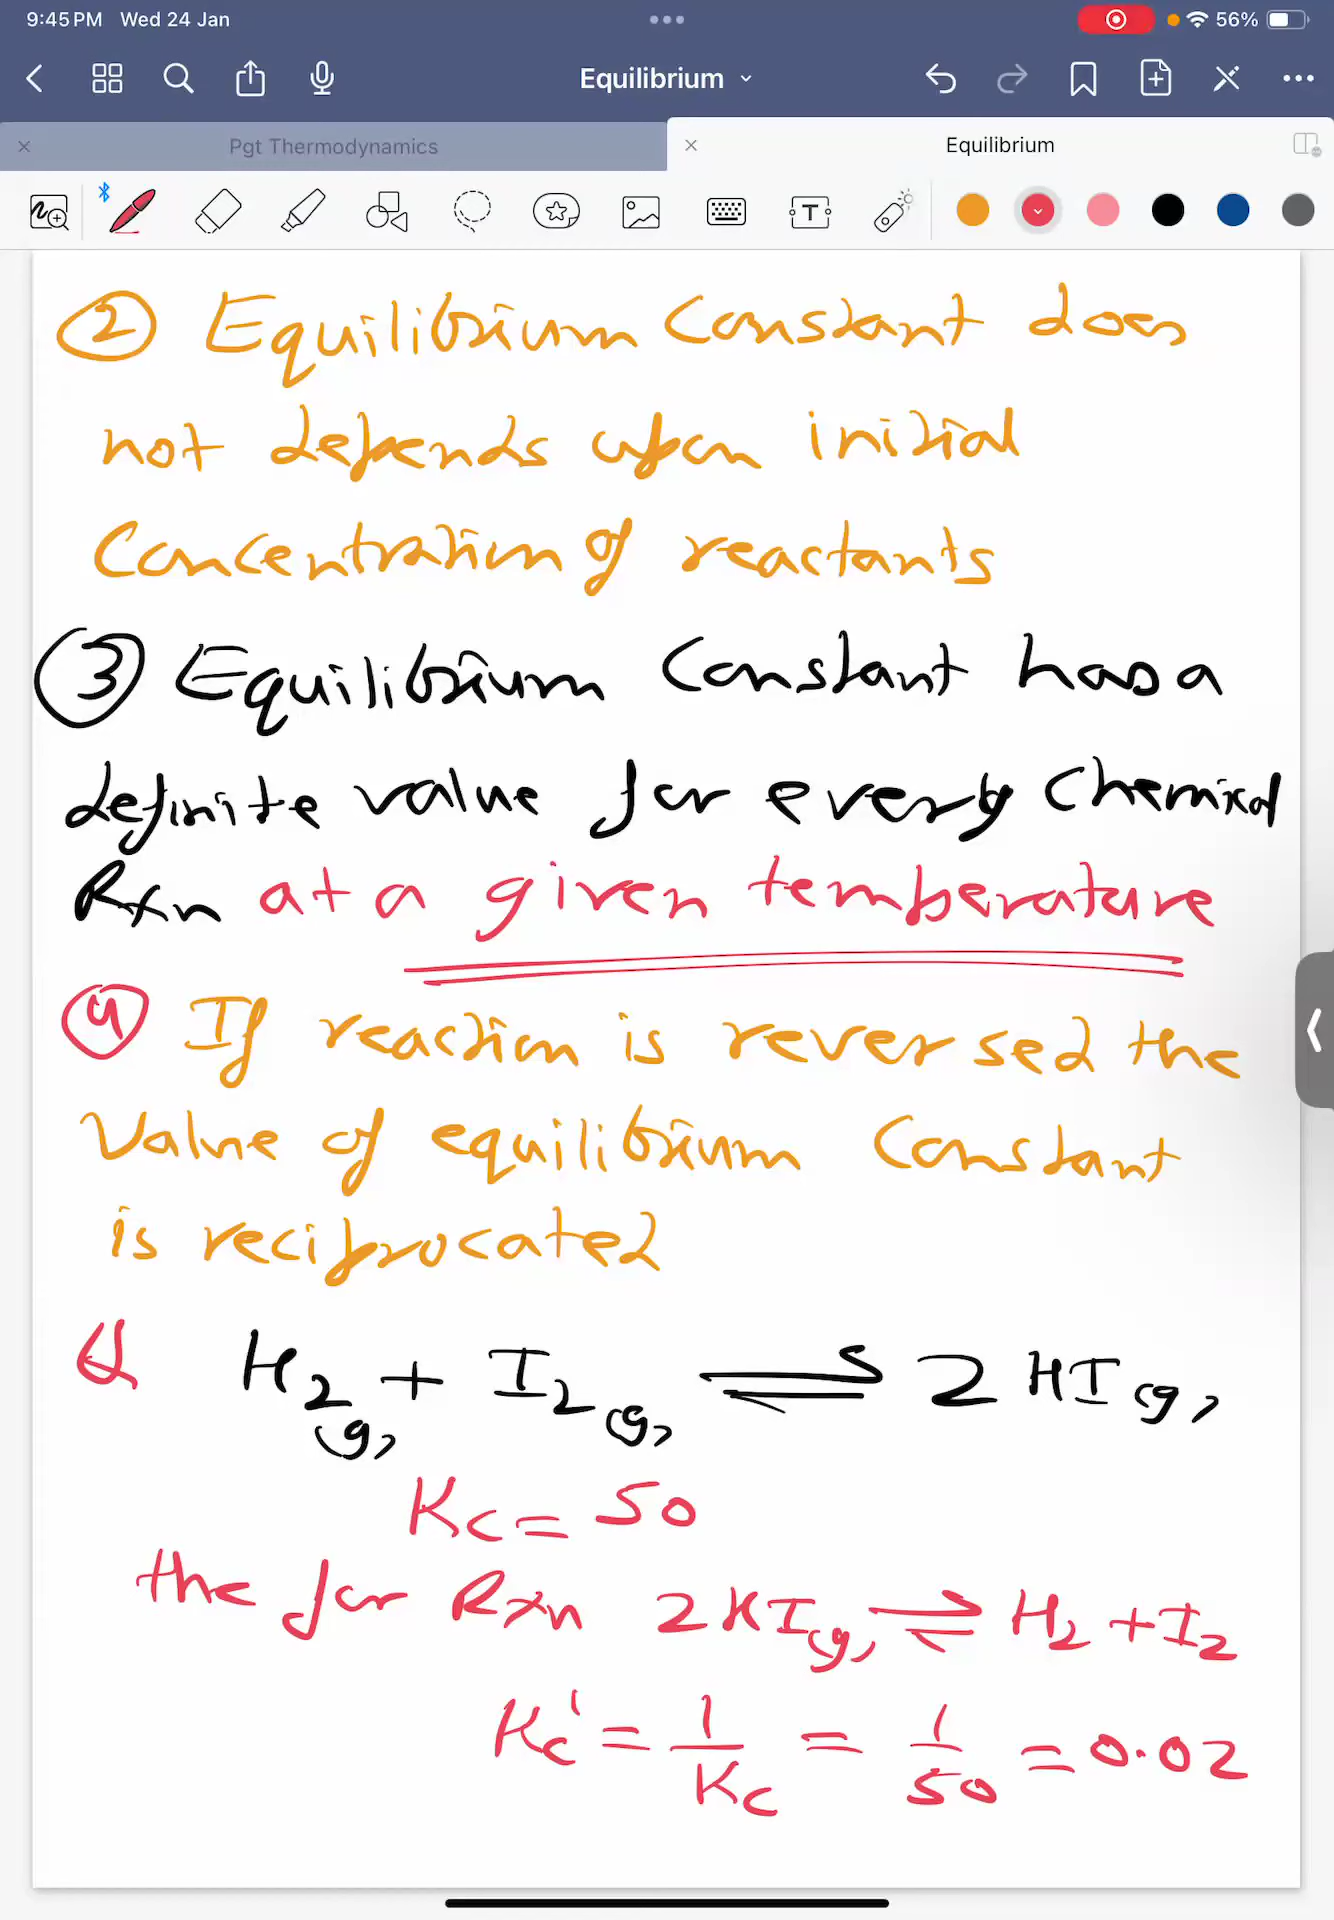 9:45 PM Wed 24 Jan 56%
Equilibrium
Pgt Thermodynamics
Equilibrium
T
② Equilibrium Constant does
not depends upon initial
Concentration of reactants
③ Equilibrium Constant has a
definite value for every Chemical
Rxn at a given temperature
④ If reaction is reversed the
Value of equilibrium Constant
is reciprocated
Q H₂(g) + I₂(g) ⇌ 2HI(g)
Kc = 50
the for Rxn 2HI(g) ⇌ H₂ + I₂
Kc' = 1/Kc = 1/50 = 0.02